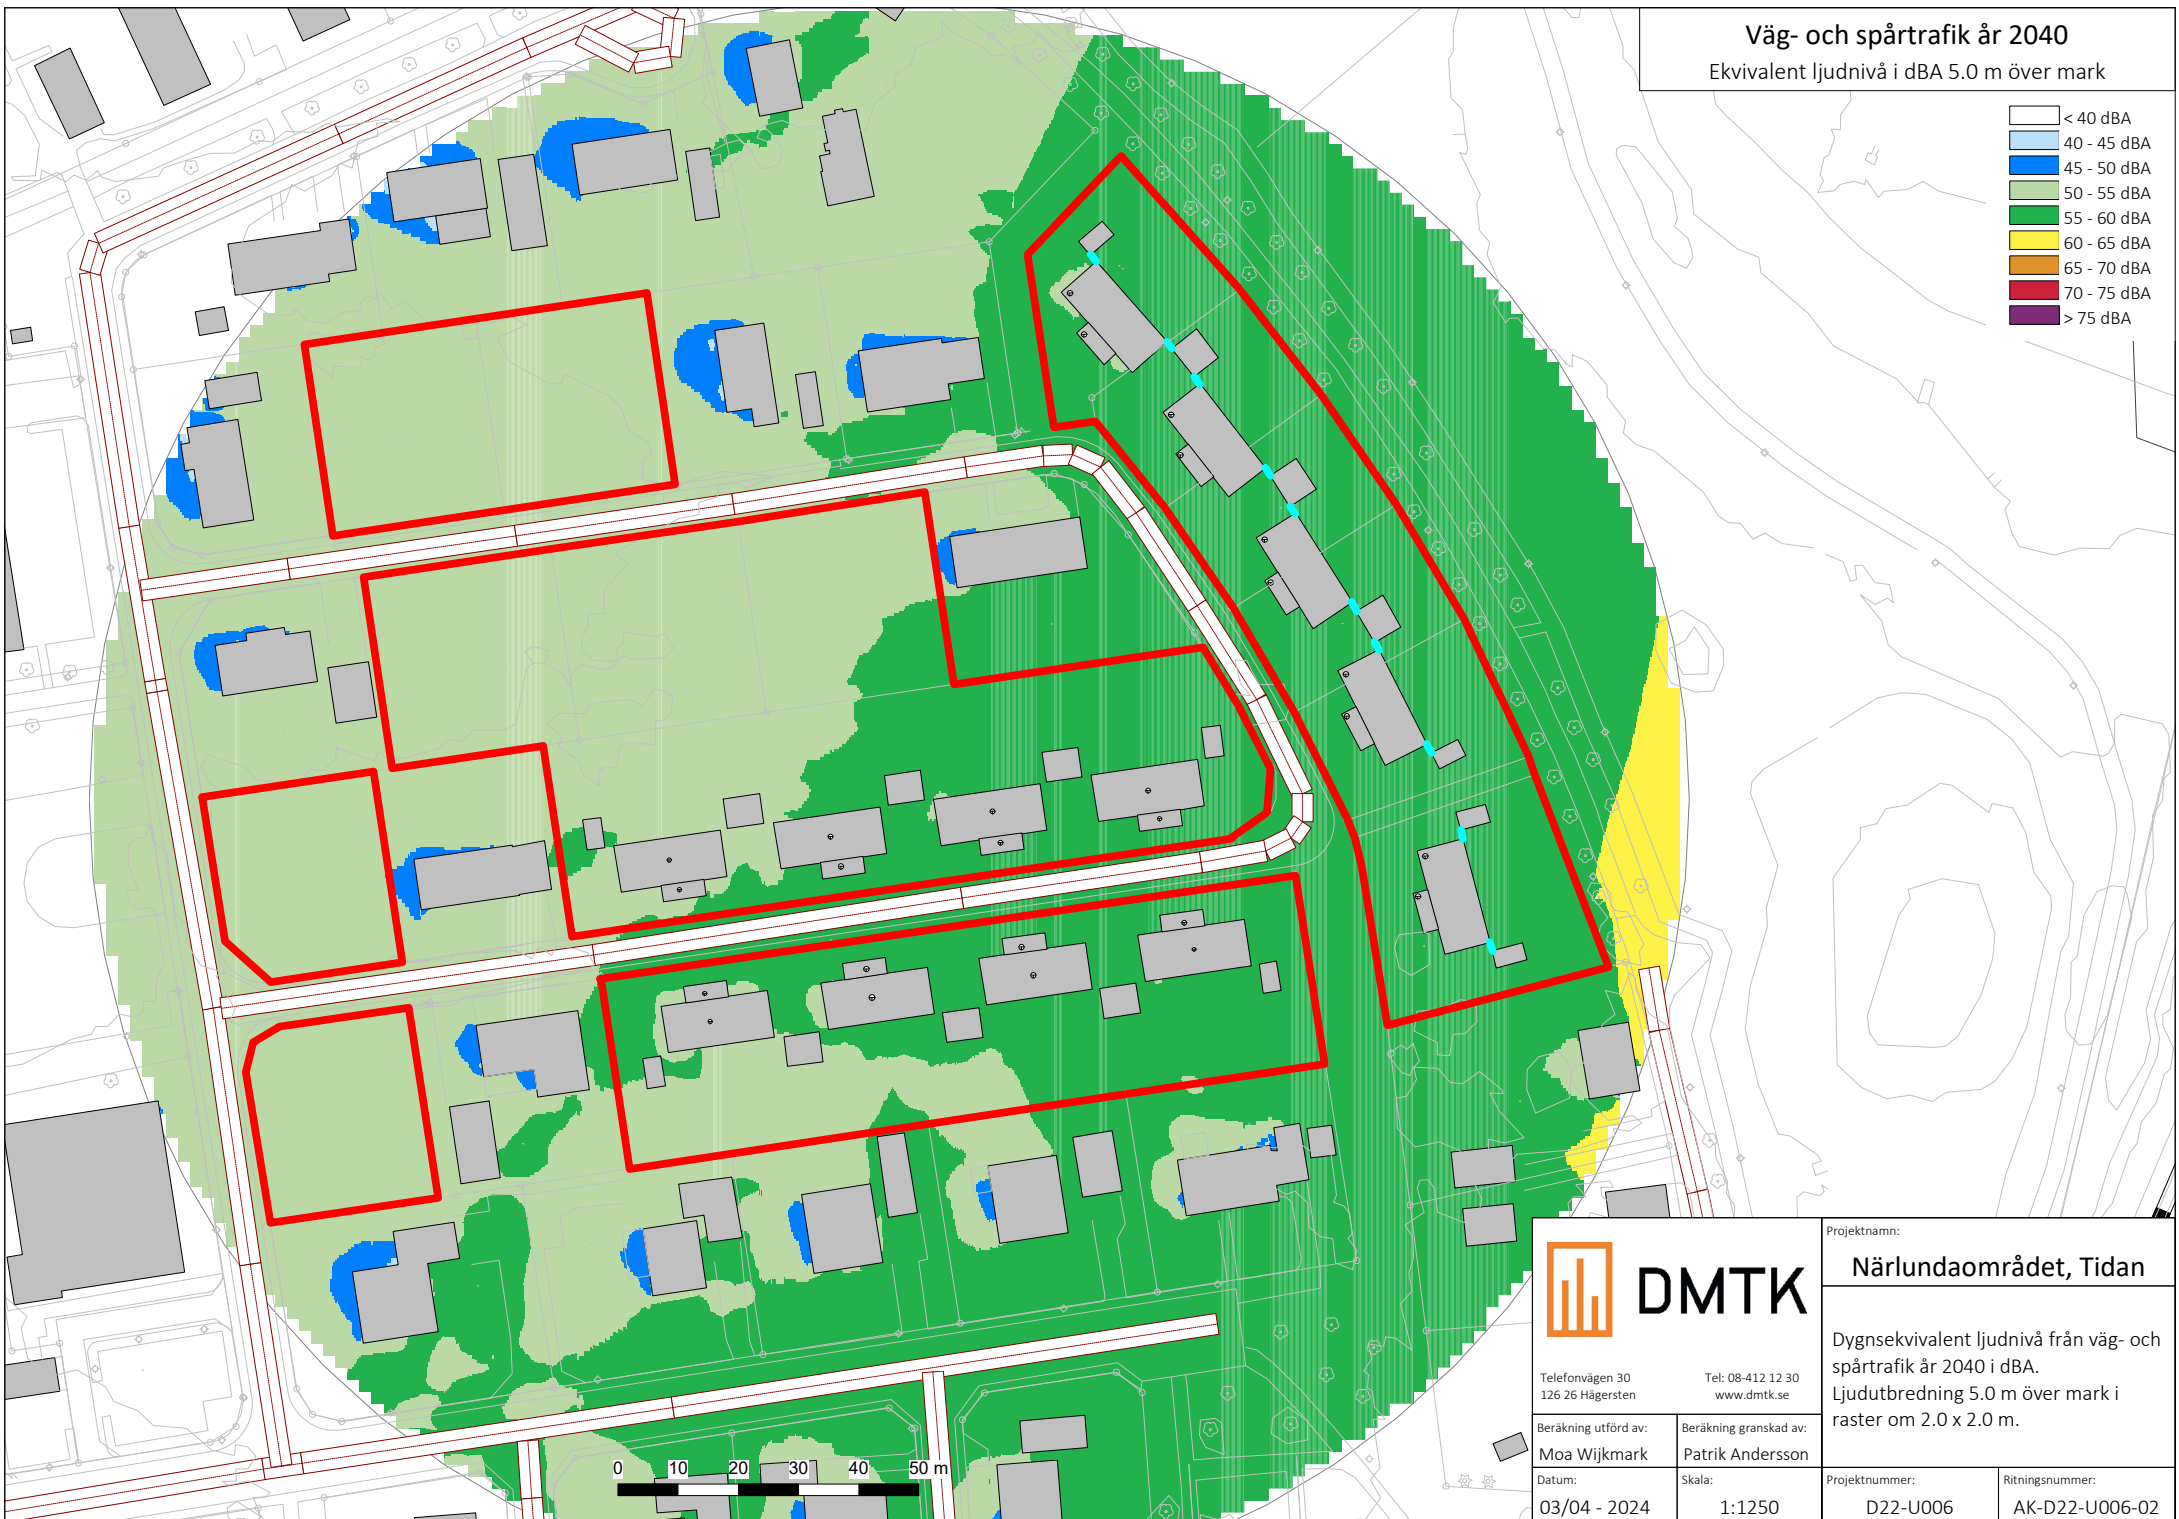 Väg- och spårtrafik år 2040
Ekvivalent ljudnivå i dBA 5.0 m över mark
< 40 dBA
40 - 45 dBA
45 - 50 dBA
50 - 55 dBA
55 - 60 dBA
60 - 65 dBA
65 - 70 dBA
70 - 75 dBA
> 75 dBA
0 10 20 30 40 50 m
DMTK
Telefonvägen 30
126 26 Hägersten
Tel: 08-412 12 30
www.dmtk.se
Projektnamn:
Närlundaområdet, Tidan
Dygnsekvivalent ljudnivå från väg- och
spårtrafik år 2040 i dBA.
Ljudutbredning 5.0 m över mark i
raster om 2.0 x 2.0 m.
Beräkning utförd av:
Moa Wijkmark
Beräkning granskad av:
Patrik Andersson
Datum:
03/04 - 2024
Skala:
1:1250
Projektnummer:
D22-U006
Ritningsnummer:
AK-D22-U006-02